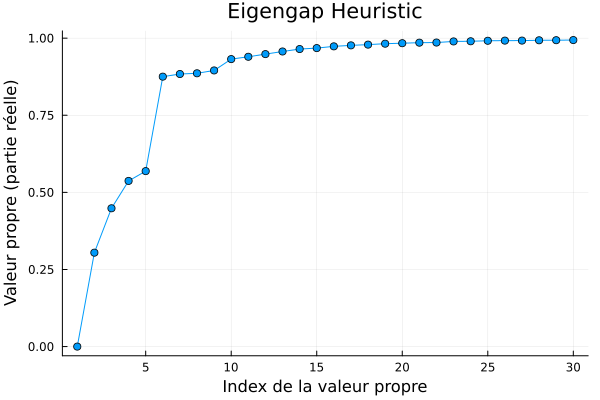 Eigengap Heuristic
Valeur propre (partie réelle)
1.00
0.75
0.50
0.25
0.00
5 10 15 20 25 30
Index de la valeur propre